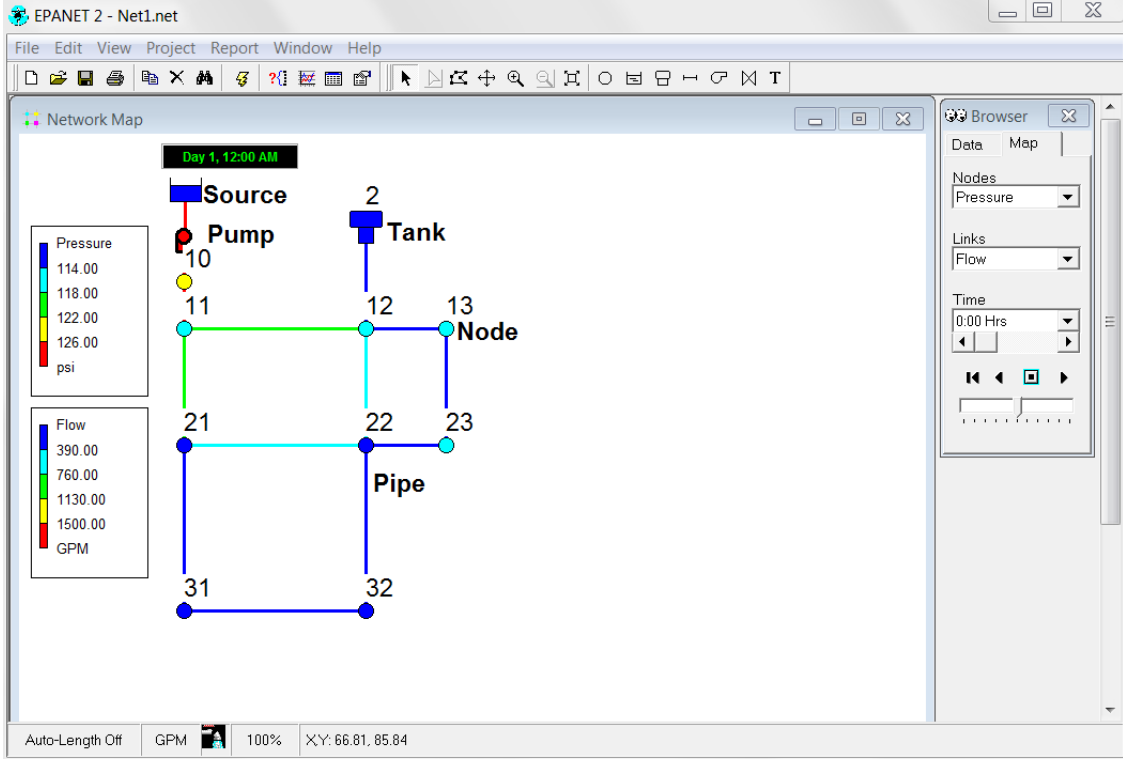 EPANET 2 - Net1.net
File Edit View Project Report Window Help
Network Map
Day 1, 12:00 AM
Source
2
Tank
Pump
10
11
12
13
Node
21
22
23
Pipe
31
32
Pressure
114.00
118.00
122.00
126.00
psi
Flow
390.00
760.00
1130.00
1500.00
GPM
Browser
Data Map
Nodes
Pressure
Links
Flow
Time
0:00 Hrs
Auto-Length Off GPM 100% X,Y: 66.81, 85.84